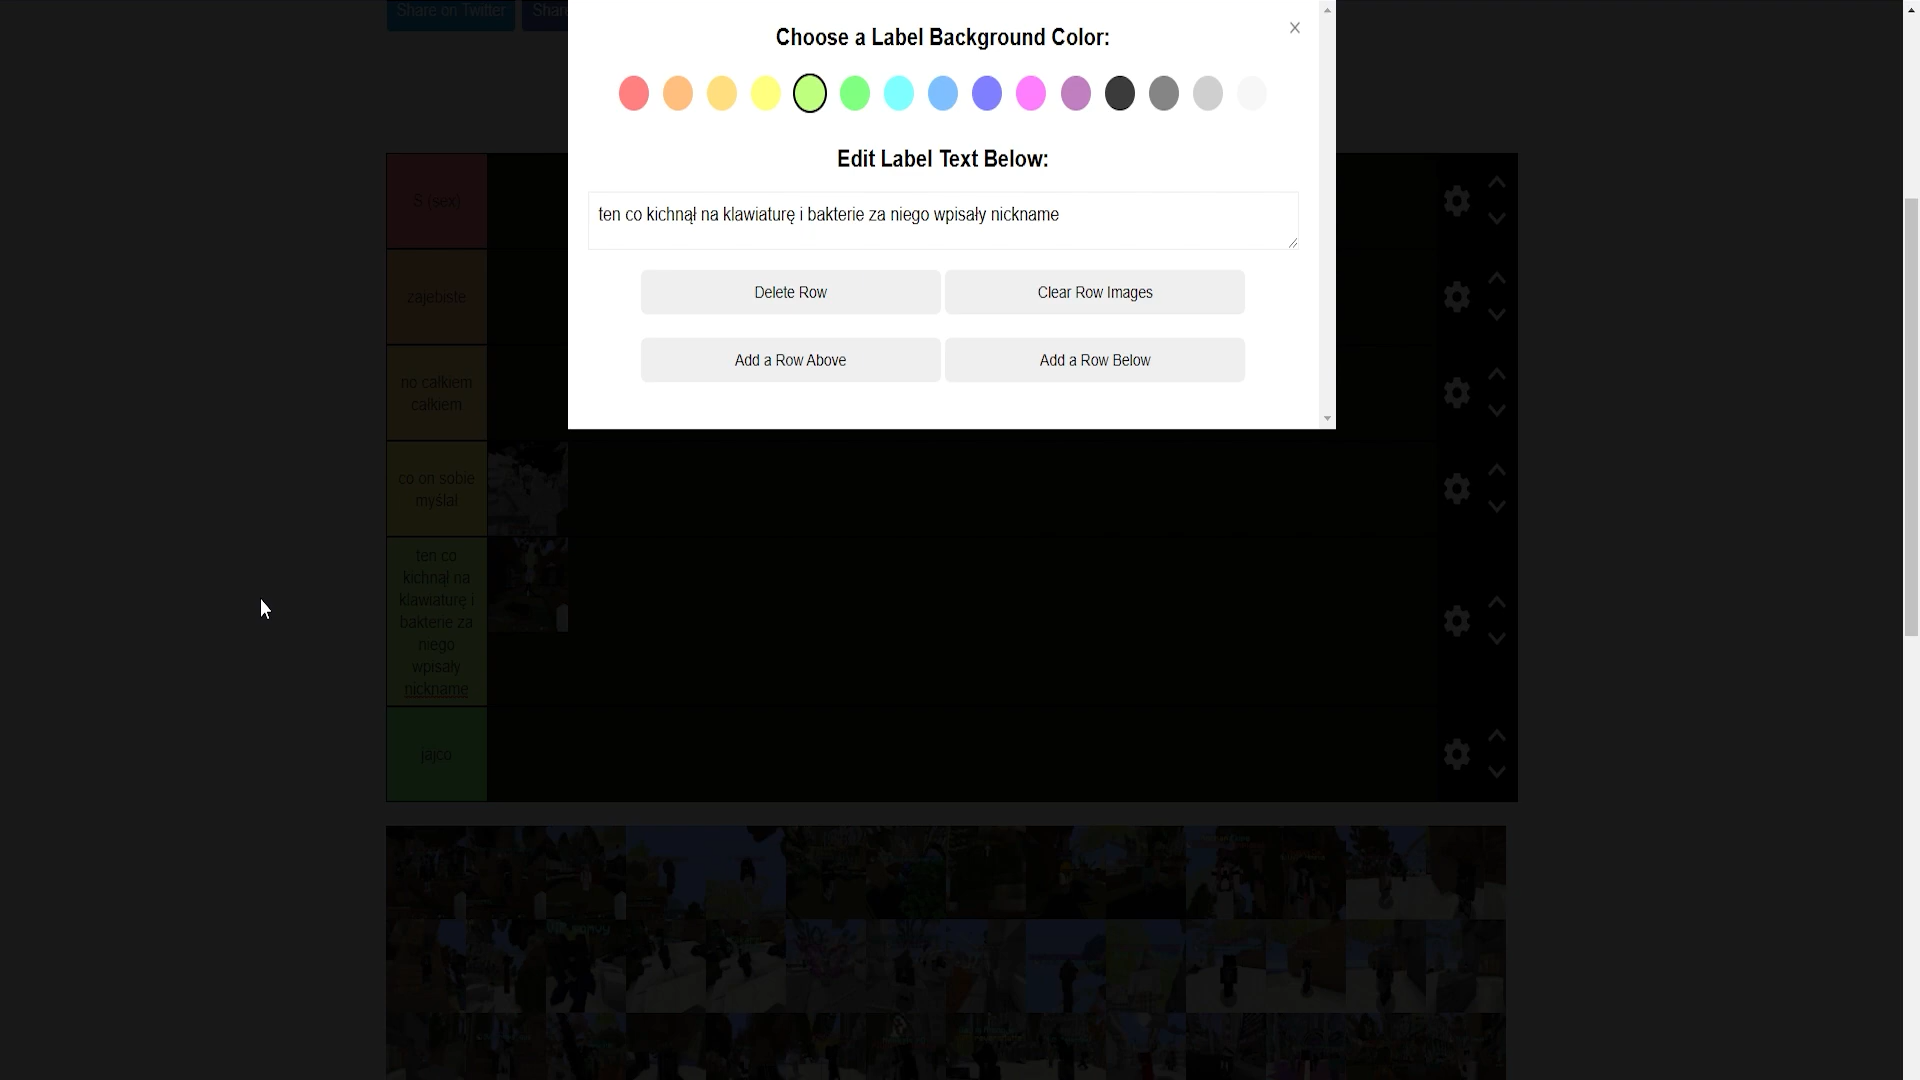 Share on Twitter
Share
Choose a Label Background Color:
Edit Label Text Below:
ten co kichnął na klawiaturę i bakterie za niego wpisały nickname
Delete Row
Clear Row Images
Add a Row Above
Add a Row Below
S (sex)
zajebiste
no całkiem
całkiem
co on sobie
myślał
ten co
kichnął na
klawiaturę i
bakterie za
niego
wpisały
nickname
jajco